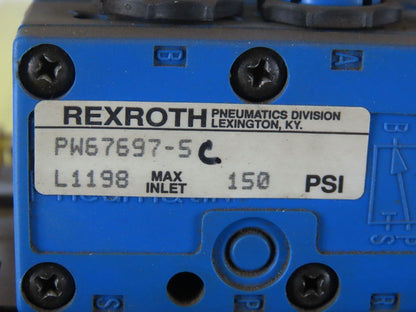 B
A
REXROTH PNEUMATICS DIVISION
LEXINGTON, KY.
PW67697-5 C
L1198 MAX INLET 150 PSI
B
S
S
P
R